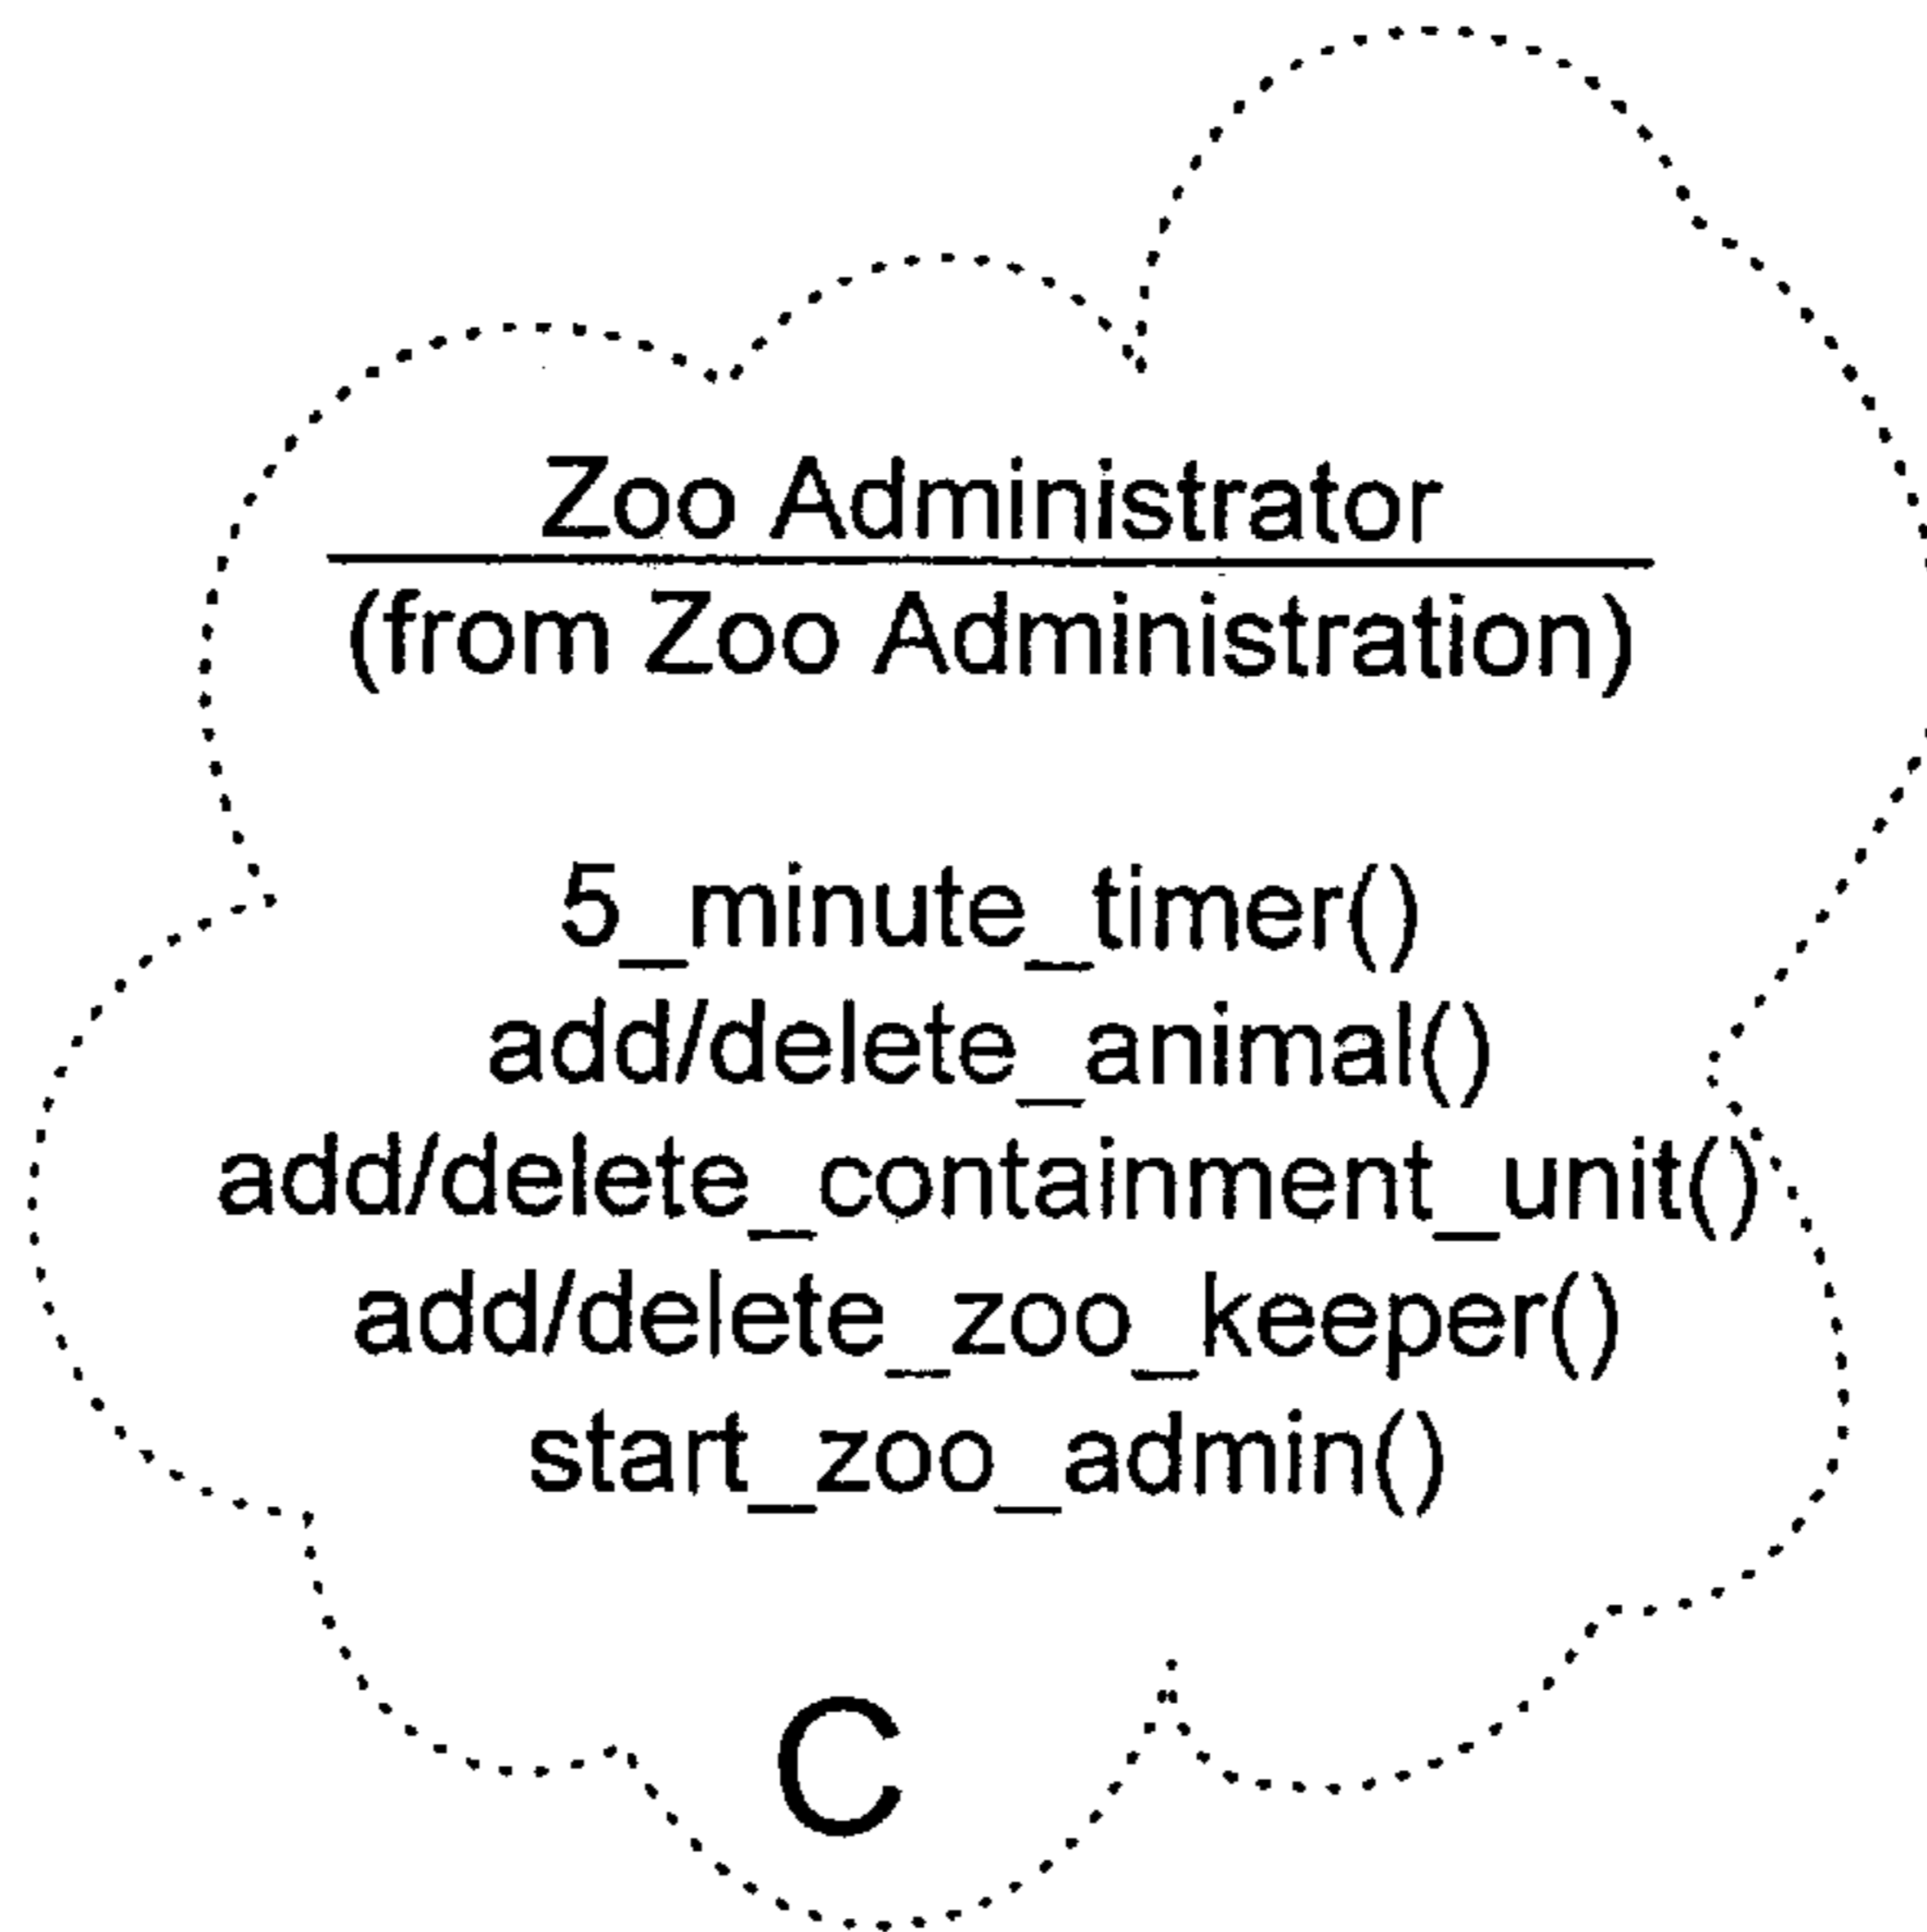 Zoo Administrator
(from Zoo Administration)
5_minute_timer()
add/delete_animal()
add/delete_containment_unit()
add/delete_zoo_keeper()
start_zoo_admin()
C